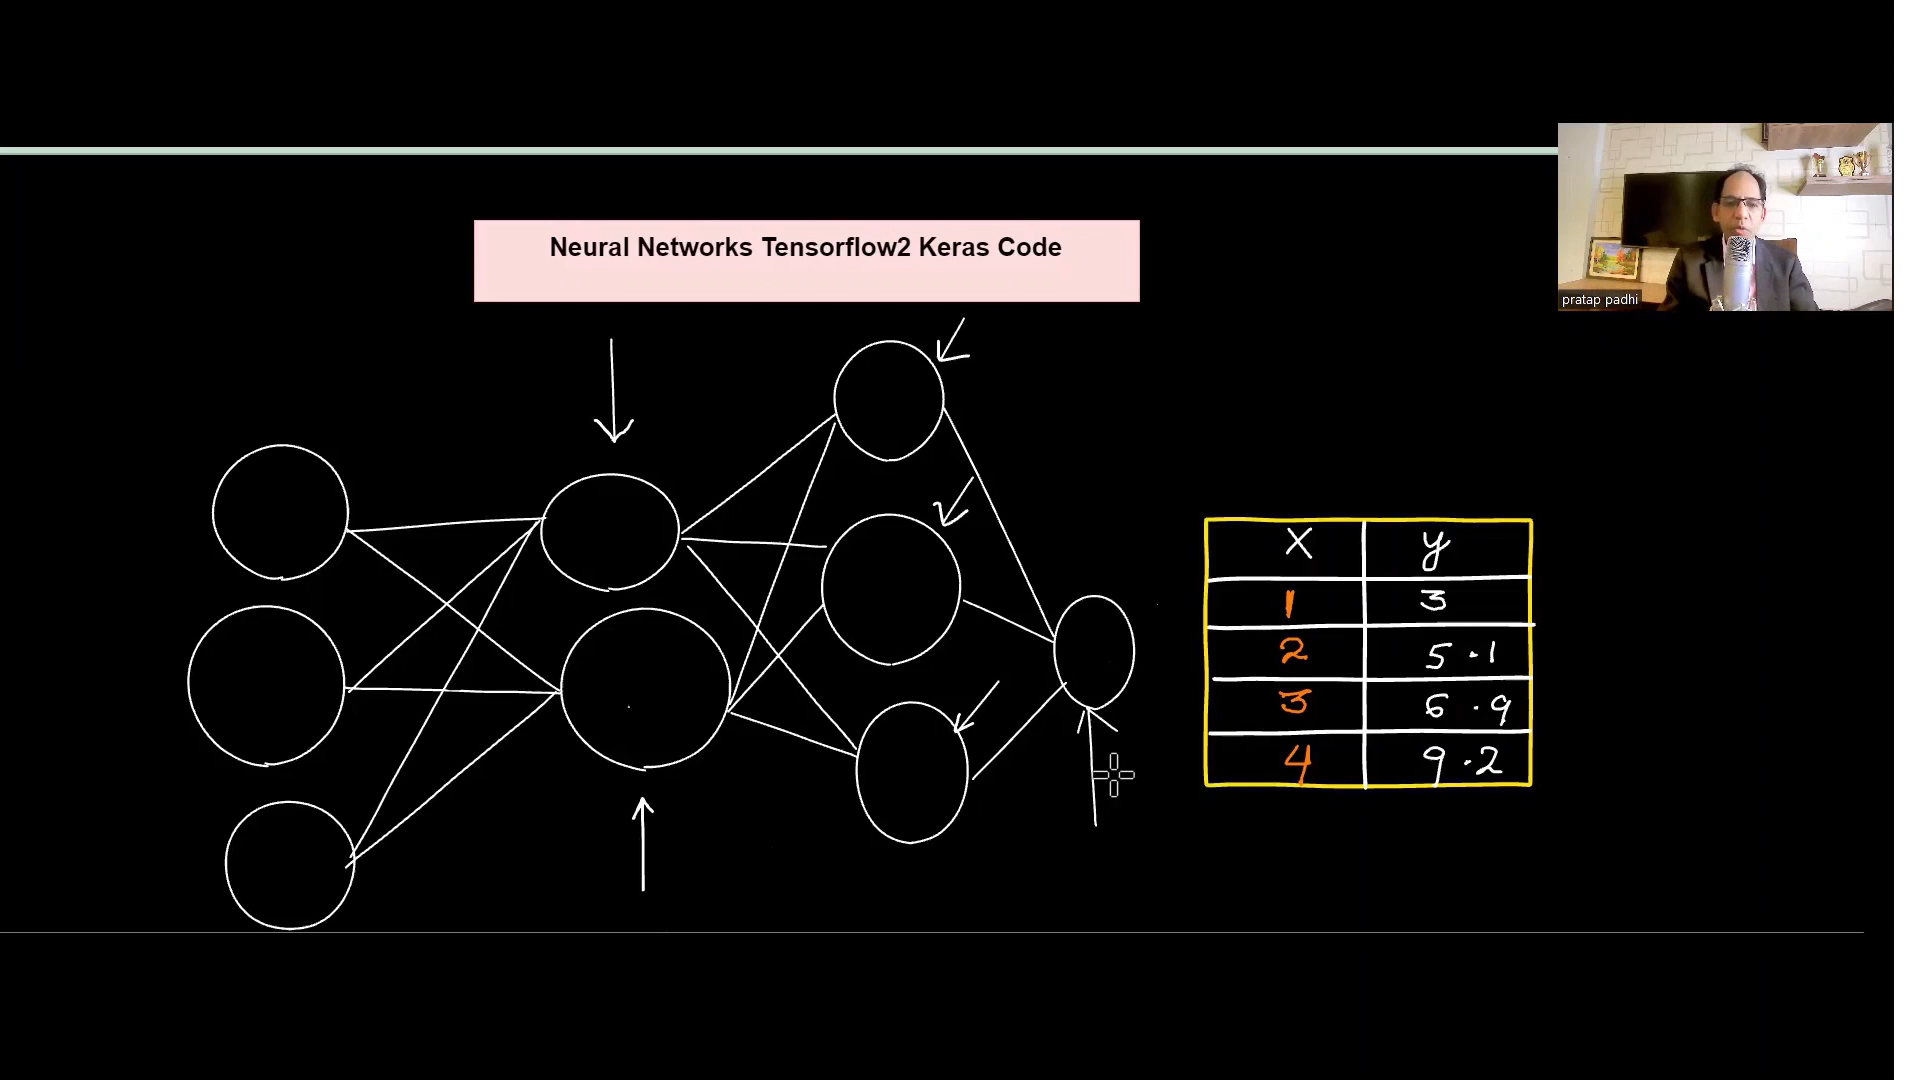 Neural Networks Tensorflow2 Keras Code
pratap padhi
X y
1 3
2 5.1
3 6.9
4 9.2